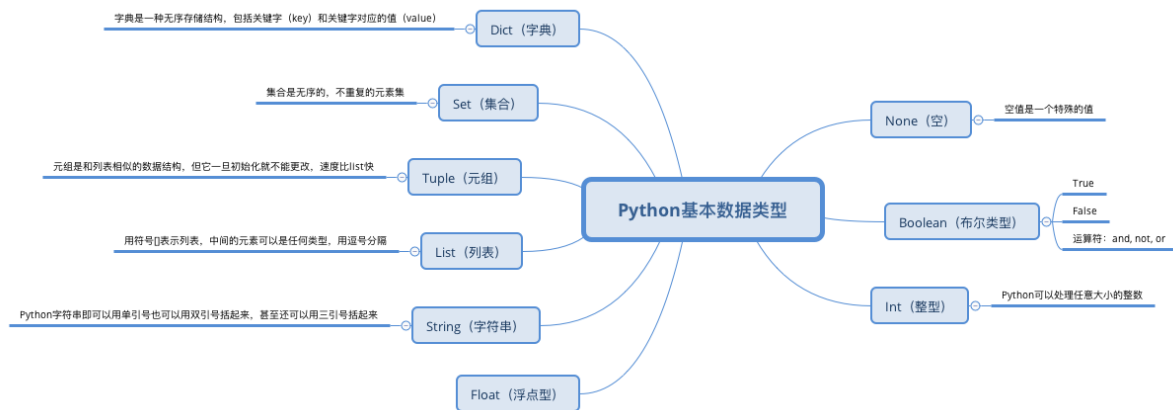 Python基本数据类型
None（空）
空值是一个特殊的值
Boolean（布尔类型）
True
False
运算符：and, not, or
Int（整型）
Python可以处理任意大小的整数
Dict（字典）
字典是一种无序存储结构，包括关键字（key）和关键字对应的值（value）
Set（集合）
集合是无序的，不重复的元素集
Tuple（元组）
元组是和列表相似的数据结构，但它一旦初始化就不能更改，速度比list快
List（列表）
用符号[]表示列表，中间的元素可以是任何类型，用逗号分隔
String（字符串）
Python字符串即可以用单引号也可以用双引号括起来，甚至还可以用三引号括起来
Float（浮点型）